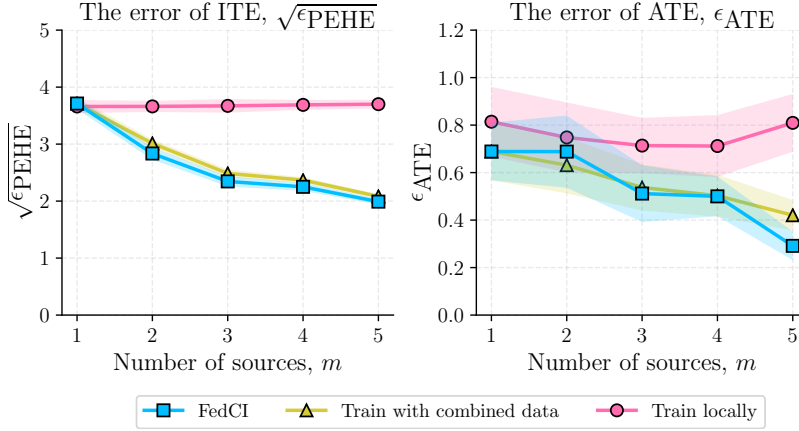 The error of ITE, √ϵPEHE
The error of ATE, ϵATE
√ϵPEHE
5
4
3
2
1
0
1 2 3 4 5
Number of sources, m
ϵATE
1.2
1.0
0.8
0.6
0.4
0.2
0.0
1 2 3 4 5
Number of sources, m
FedCI
Train with combined data
Train locally